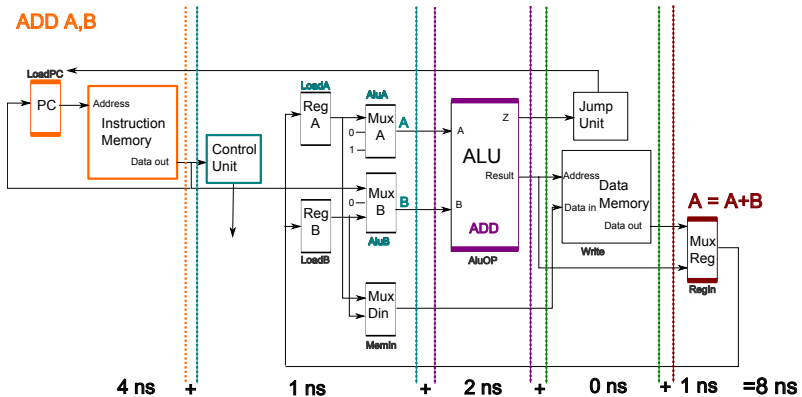 ADD A,B
LoadPC
PC
Address
Instruction
Memory
Data out
Control
Unit
LoadA
Reg
A
Reg
B
LoadB
AluA
Mux
A
0
1
A
Mux
B
0
B
AluB
Mux
Din
MemIn
A
Z
ALU
Result
B
ADD
AluOP
Jump
Unit
Address
Data
Memory
Data in
Data out
Write
A = A+B
Mux
Reg
RegIn
4 ns + 1 ns + 2 ns + 0 ns + 1 ns =8 ns